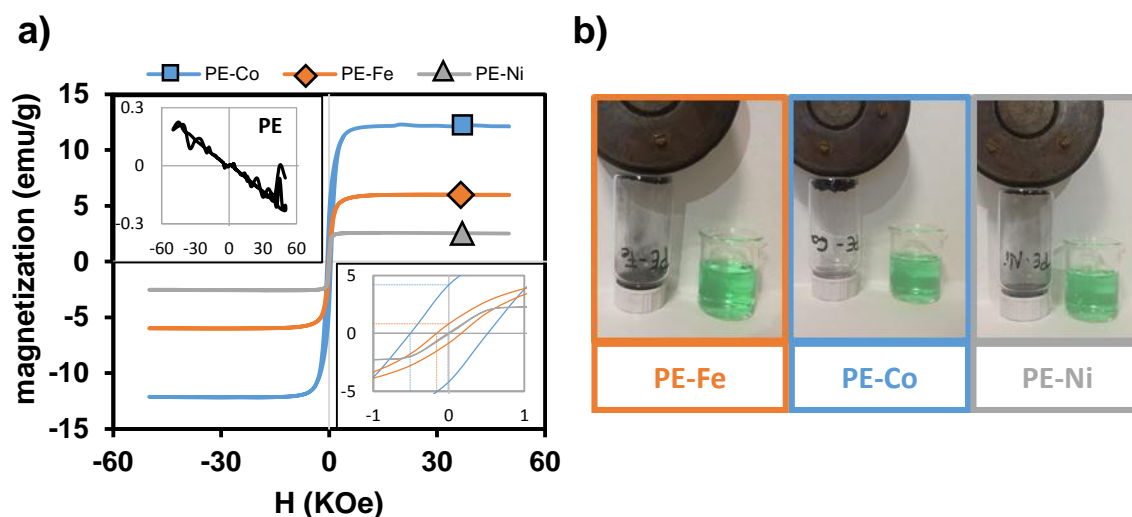 a)
PE-Co PE-Fe PE-Ni
magnetization (emu/g)
15
10
5
0
-5
-10
-15
-60 -30 0 30 60
H (KOe)
PE
0.3
0
-0.3
-60 -30 0 30 60
5
0
-5
-1 0 1
b)
PE-Fe
PE-Co
PE-Ni
PE-Fe PE-Co PE-Ni